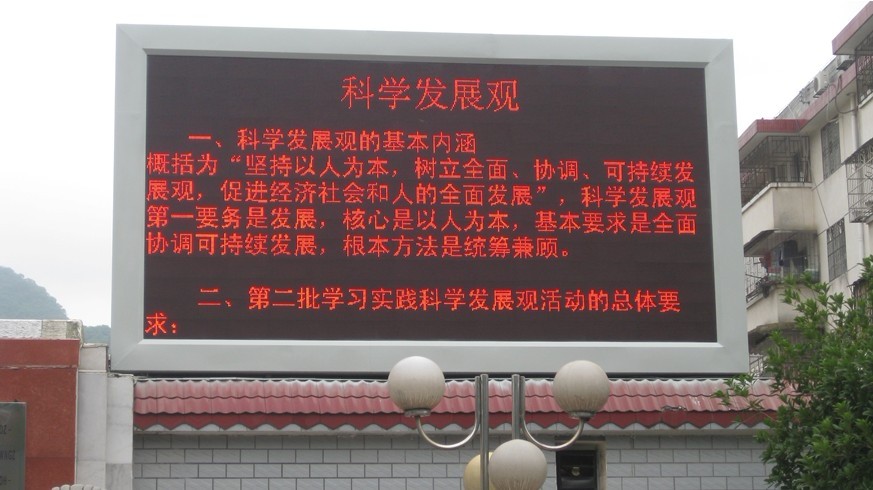 科学发展观
一、科学发展观的基本内涵
概括为“坚持以人为本，树立全面、协调、可持续发
展观，促进经济社会和人的全面发展”，科学发展观
第一要务是发展，核心是以人为本，基本要求是全面
协调可持续发展，根本方法是统筹兼顾。
二、第二批学习实践科学发展观活动的总体要
求：